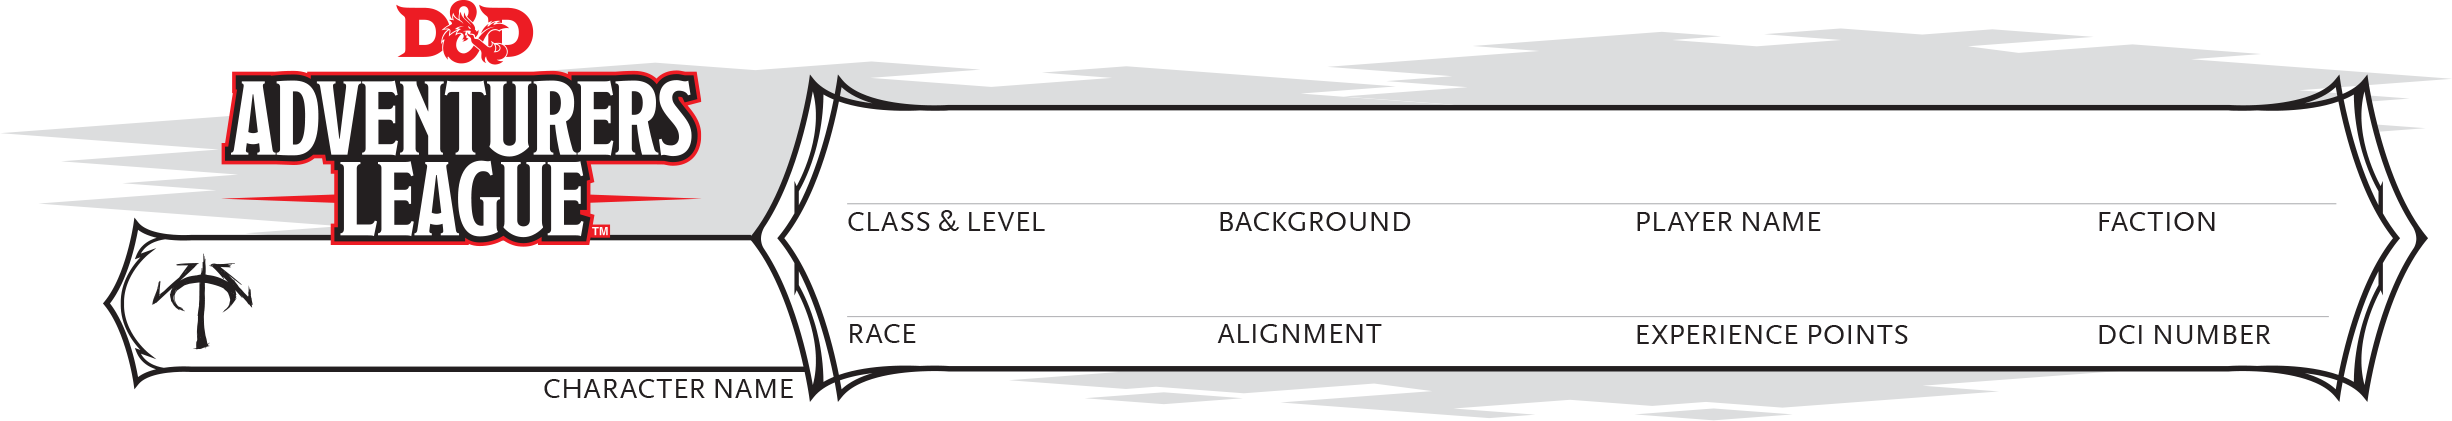 D&D
ADVENTURERS
LEAGUE™
CLASS & LEVEL BACKGROUND PLAYER NAME FACTION
RACE ALIGNMENT EXPERIENCE POINTS DCI NUMBER
CHARACTER NAME